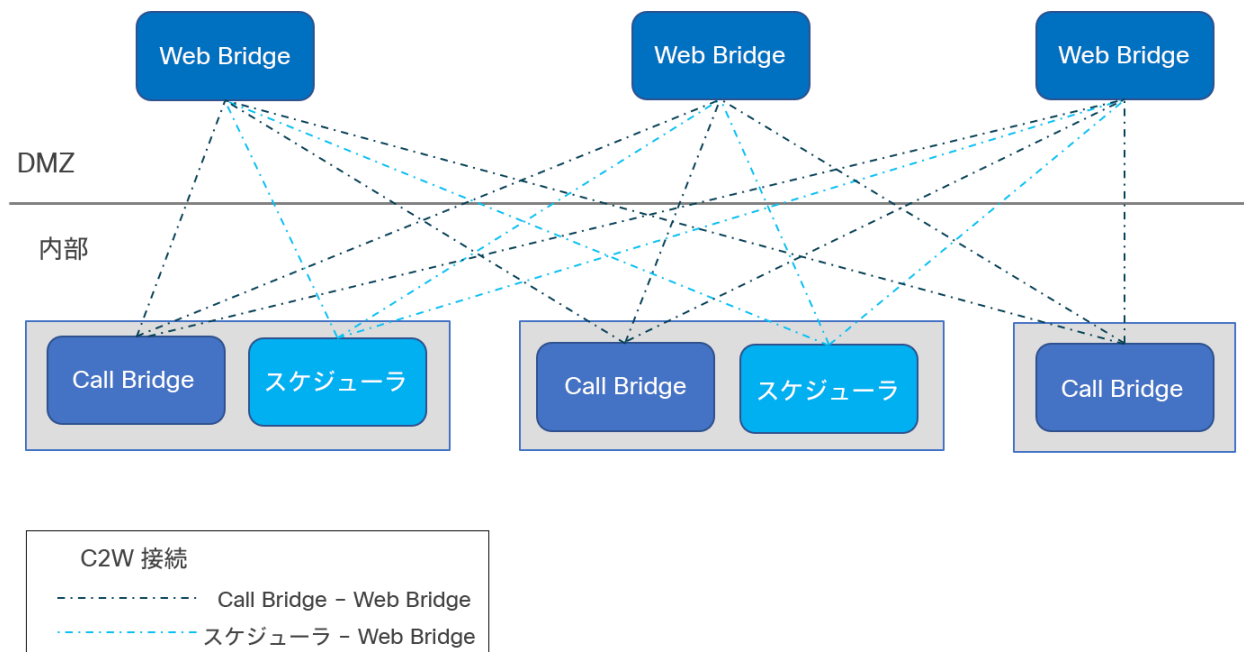 Web Bridge
Web Bridge
Web Bridge
DMZ
内部
Call Bridge
スケジューラ
Call Bridge
スケジューラ
Call Bridge
C2W 接続
Call Bridge – Web Bridge
スケジューラ – Web Bridge